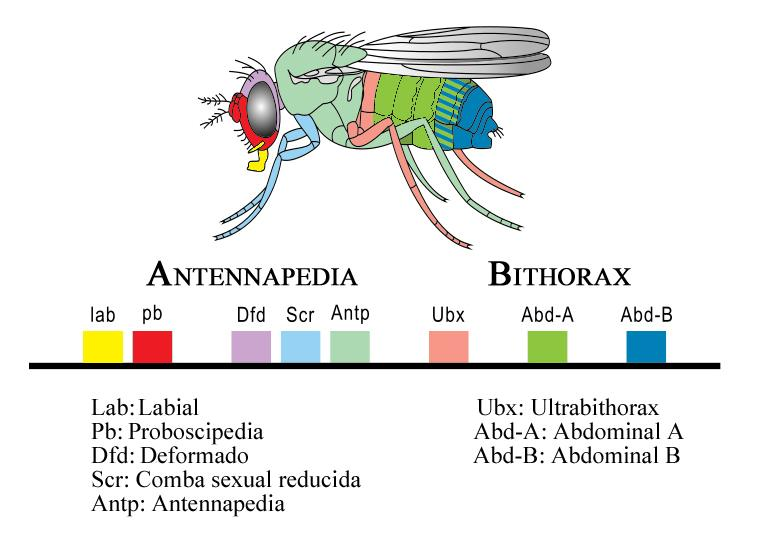 ANTENNAPEDIA BITHORAX
lab pb Dfd Scr Antp Ubx Abd-A Abd-B
Lab: Labial
Pb: Proboscipedia
Dfd: Deformado
Scr: Comba sexual reducida
Antp: Antennapedia
Ubx: Ultrabithorax
Abd-A: Abdominal A
Abd-B: Abdominal B